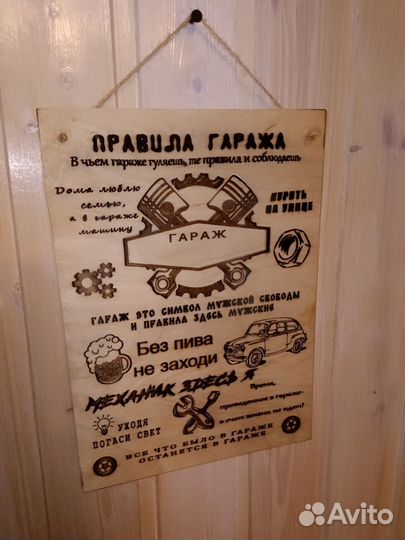 ПРАВИЛА ГАРАЖА
В чьем гараже гуляешь, те правила и соблюдаешь
Дома люблю
семью,
а в гараже
машину
КУРИТЬ
НА УЛИЦЕ
ГАРАЖ
ГАРАЖ ЭТО СИМВОЛ МУЖСКОЙ СВОБОДЫ
И ПРАВИЛА ЗДЕСЬ МУЖСКИЕ
Без пива
не заходи
МЕХАНИК ЗДЕСЬ Я
Время,
проведенное в гараже-
в счет жизни не идет!
УХОДЯ
ПОГАСИ СВЕТ
ВСЕ ЧТО БЫЛО В ГАРАЖЕ
ОСТАНЕТСЯ В ГАРАЖЕ
Avito